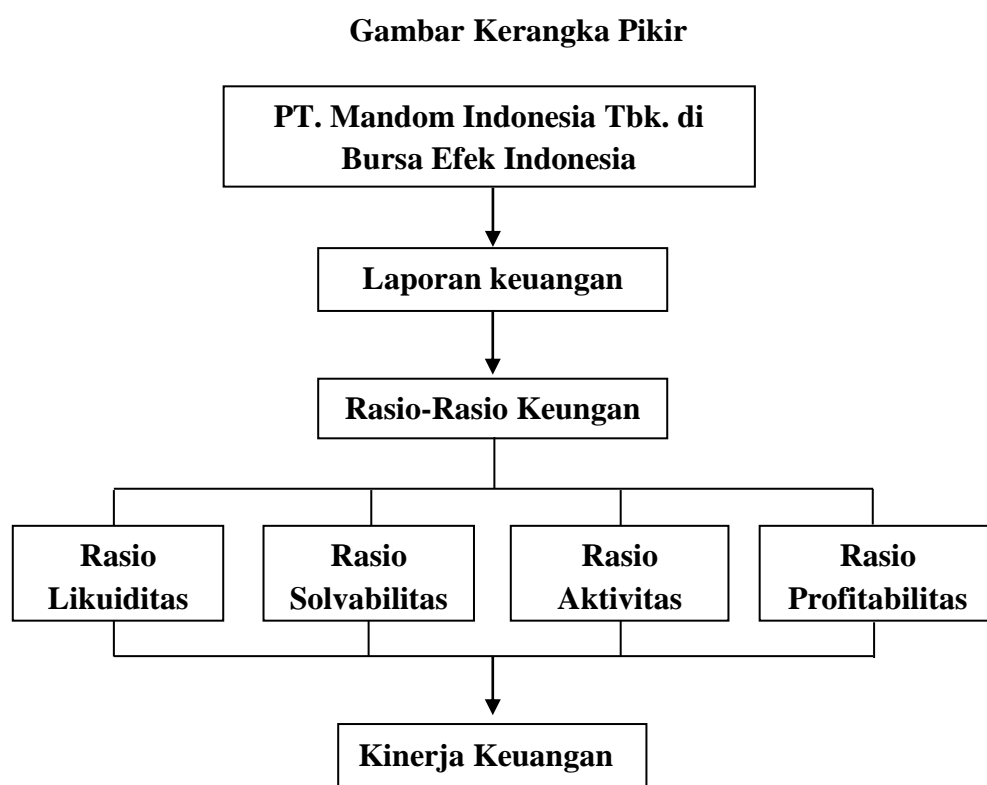 Gambar Kerangka Pikir
PT. Mandom Indonesia Tbk. di
Bursa Efek Indonesia
Laporan keuangan
Rasio-Rasio Keungan
Rasio
Likuiditas
Rasio
Solvabilitas
Rasio
Aktivitas
Rasio
Profitabilitas
Kinerja Keuangan